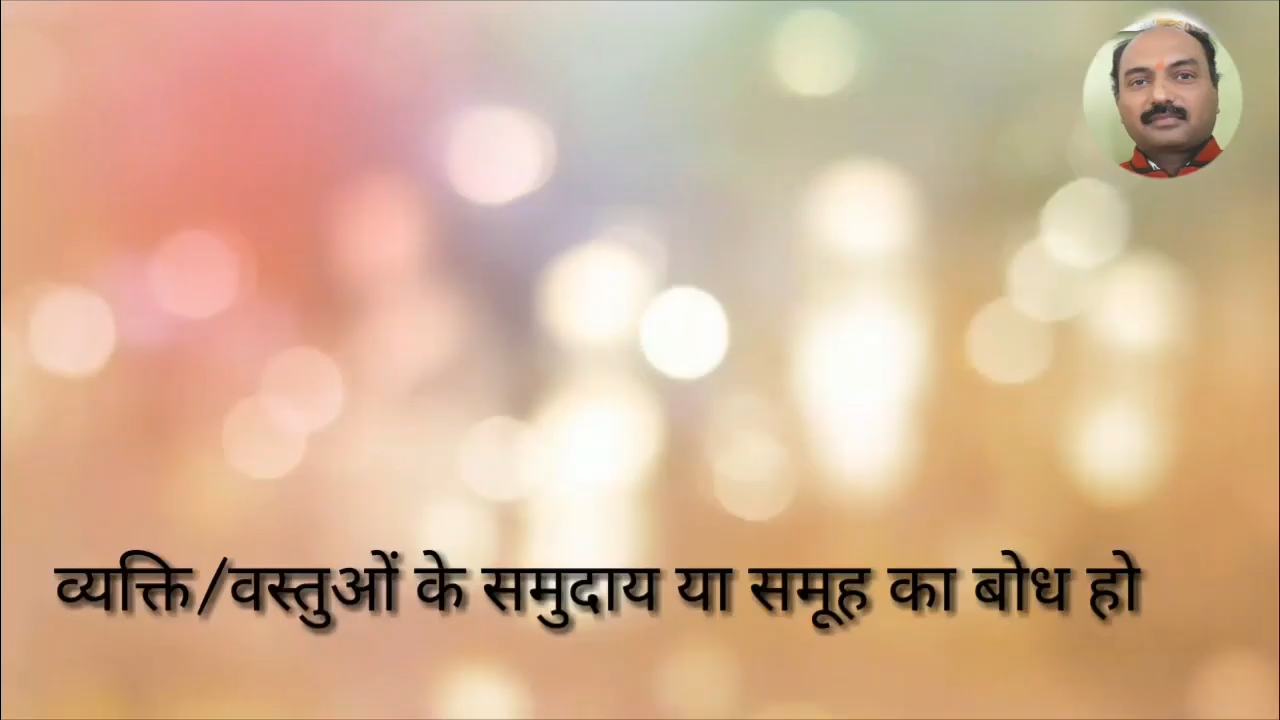 व्यक्ति/वस्तुओं के समुदाय या समूह का बोध हो